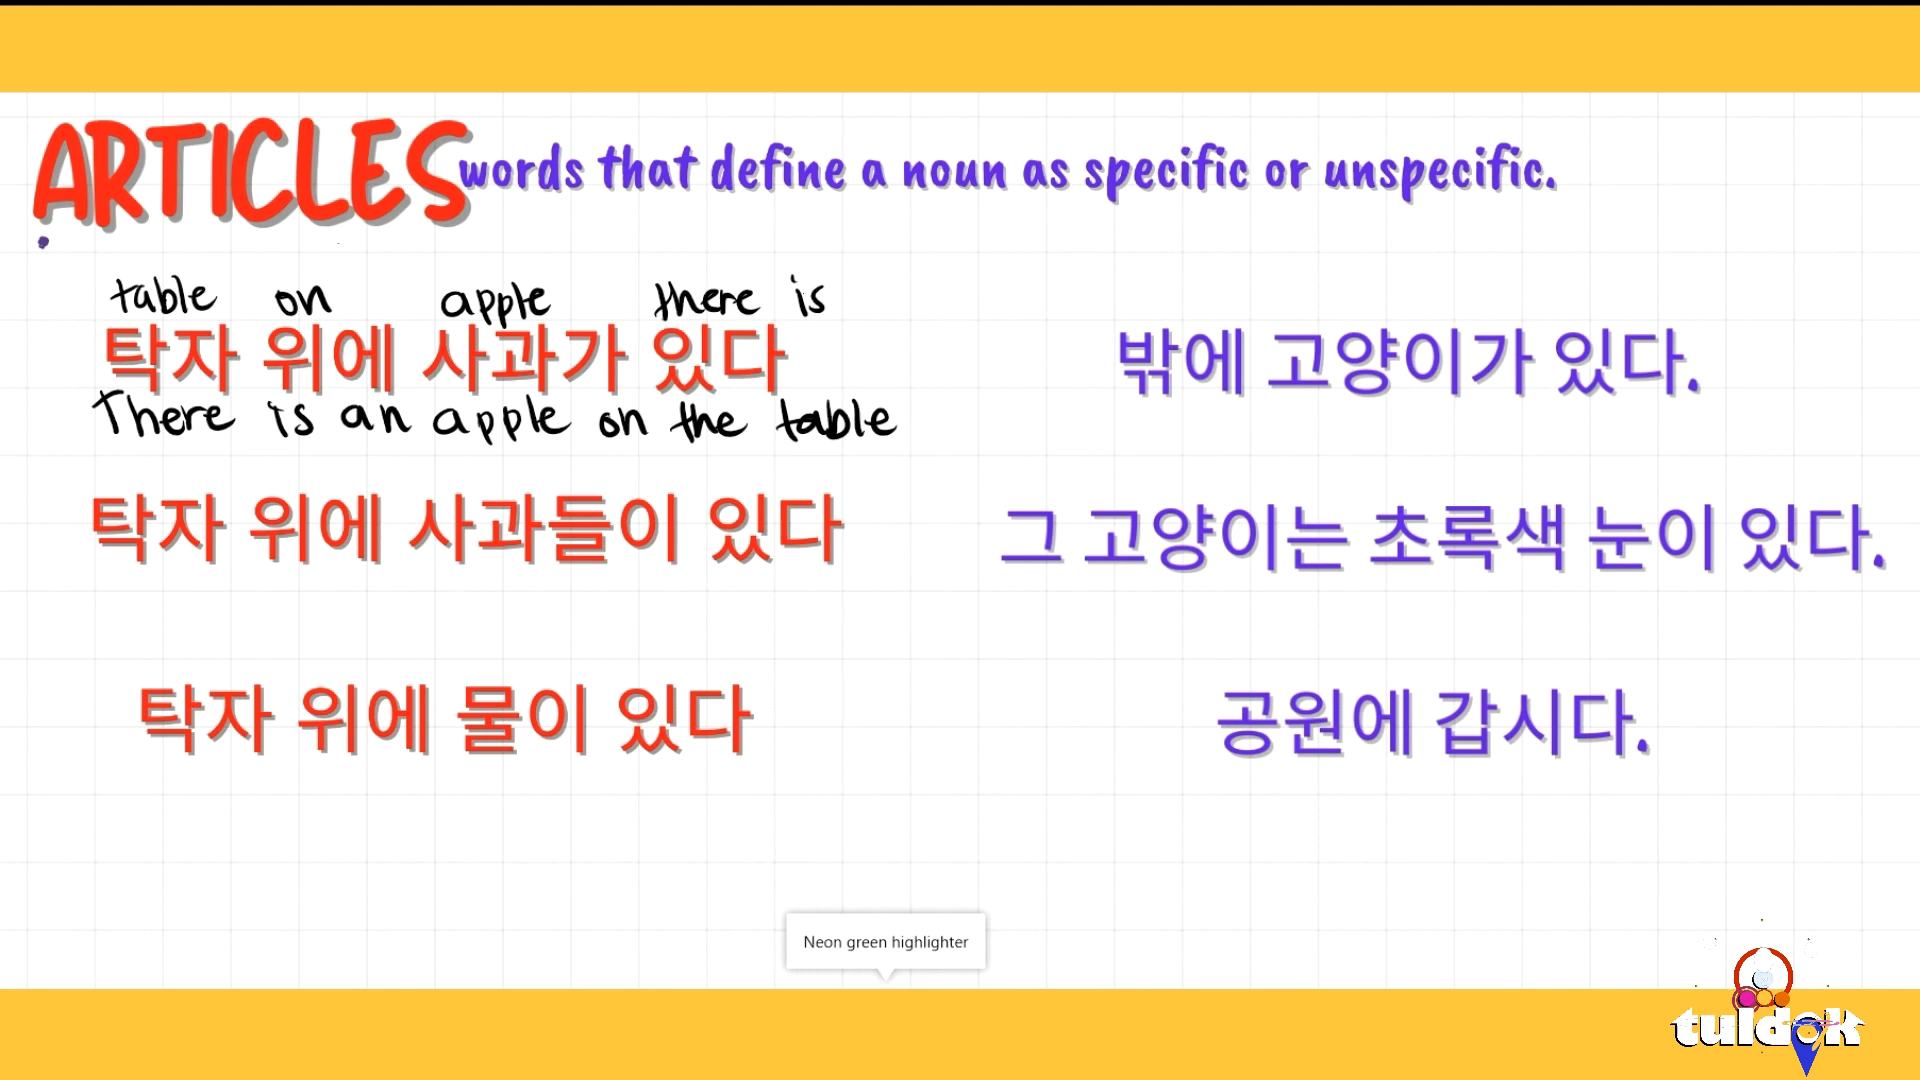 ARTICLES words that define a noun as specific or unspecific.
table on apple there is
탁자 위에 사과가 있다
There is an apple on the table
탁자 위에 사과들이 있다
탁자 위에 물이 있다
밖에 고양이가 있다.
그 고양이는 초록색 눈이 있다.
공원에 갑시다.
Neon green highlighter
tuldok